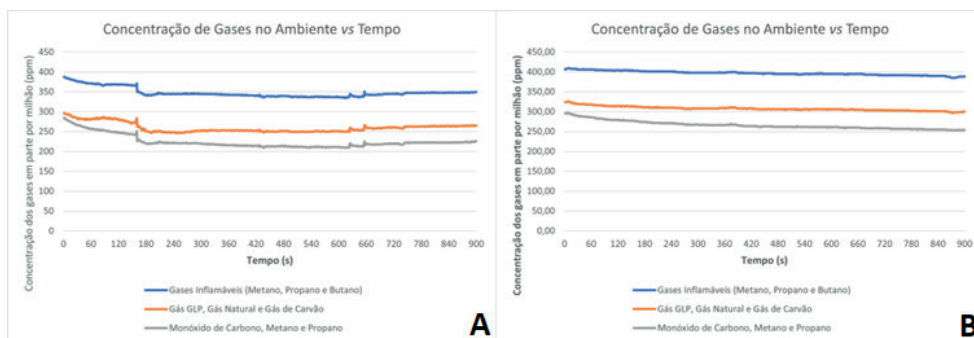 Concentração de Gases no Ambiente vs Tempo
Concentração dos gases em parte por milhão (ppm)
450
400
350
300
250
200
150
100
50
0
0 60 120 180 240 300 360 420 480 540 600 660 720 780 840 900
Tempo (s)
Gases Inflamáveis (Metano, Propano e Butano)
Gás GLP, Gás Natural e Gás de Carvão
Monóxido de Carbono, Metano e Propano
A
Concentração de Gases no Ambiente vs Tempo
Concentração dos gases em parte por milhão (ppm)
450,00
400,00
350,00
300,00
250,00
200,00
150,00
100,00
50,00
0,00
0 60 120 180 240 300 360 420 480 540 600 660 720 780 840 900
Tempo (s)
Gases Inflamáveis (Metano, Propano e Butano)
Gás GLP, Gás Natural e Gás de Carvão
Monóxido de Carbono, Metano e Propano
B